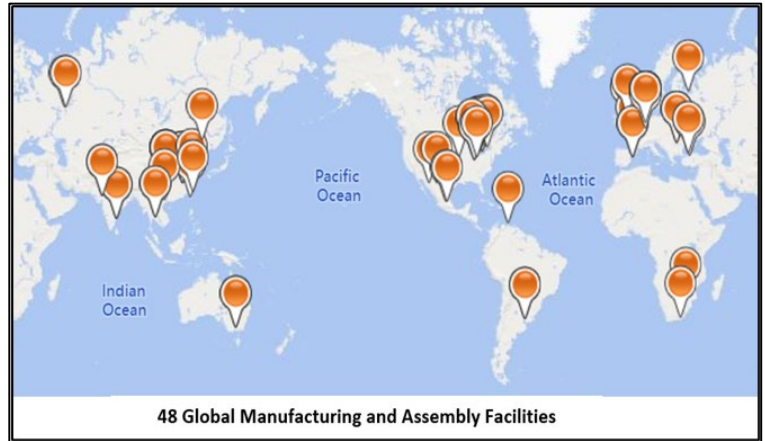 Pacific
Ocean
Atlantic
Ocean
Indian
Ocean
48 Global Manufacturing and Assembly Facilities